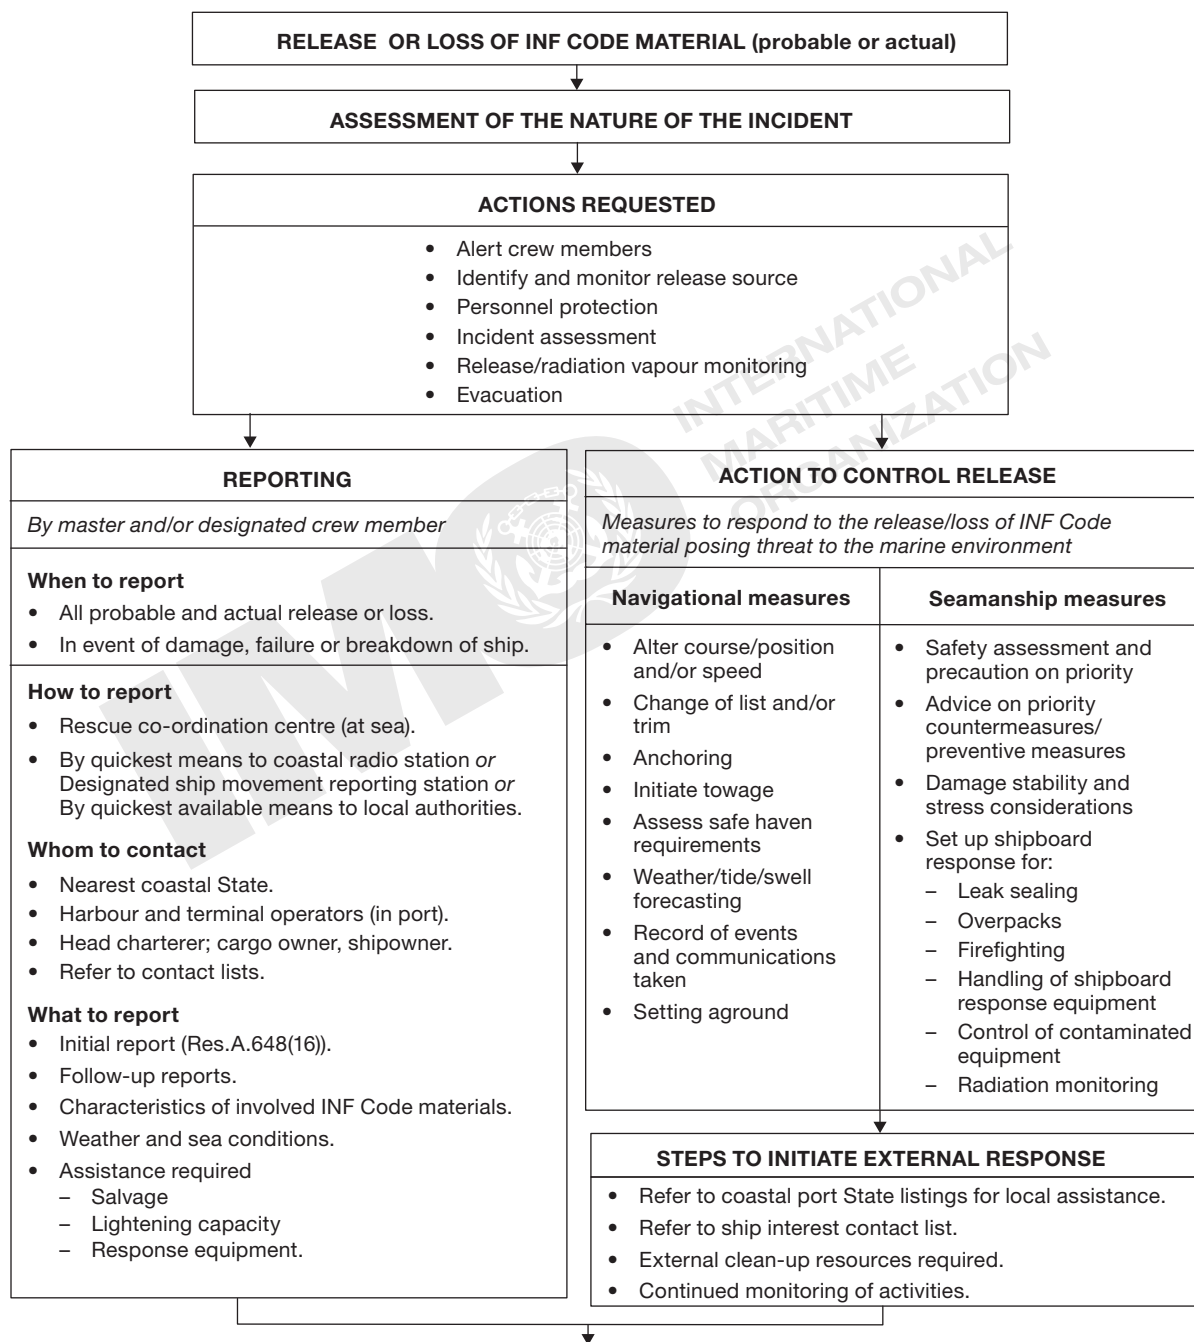 RELEASE OR LOSS OF INF CODE MATERIAL (probable or actual)
ASSESSMENT OF THE NATURE OF THE INCIDENT
ACTIONS REQUESTED
• Alert crew members
• Identify and monitor release source
• Personnel protection
• Incident assessment
• Release/radiation vapour monitoring
• Evacuation
REPORTING
By master and/or designated crew member
When to report
• All probable and actual release or loss.
• In event of damage, failure or breakdown of ship.
How to report
• Rescue co-ordination centre (at sea).
• By quickest means to coastal radio station or
Designated ship movement reporting station or
By quickest available means to local authorities.
Whom to contact
• Nearest coastal State.
• Harbour and terminal operators (in port).
• Head charterer; cargo owner, shipowner.
• Refer to contact lists.
What to report
• Initial report (Res.A.648(16)).
• Follow-up reports.
• Characteristics of involved INF Code materials.
• Weather and sea conditions.
• Assistance required
– Salvage
– Lightening capacity
– Response equipment.
ACTION TO CONTROL RELEASE
Measures to respond to the release/loss of INF Code
material posing threat to the marine environment
Navigational measures
• Alter course/position
and/or speed
• Change of list and/or
trim
• Anchoring
• Initiate towage
• Assess safe haven
requirements
• Weather/tide/swell
forecasting
• Record of events
and communications
taken
• Setting aground
Seamanship measures
• Safety assessment and
precaution on priority
• Advice on priority
countermeasures/
preventive measures
• Damage stability and
stress considerations
• Set up shipboard
response for:
– Leak sealing
– Overpacks
– Firefighting
– Handling of shipboard
response equipment
– Control of contaminated
equipment
– Radiation monitoring
STEPS TO INITIATE EXTERNAL RESPONSE
• Refer to coastal port State listings for local assistance.
• Refer to ship interest contact list.
• External clean-up resources required.
• Continued monitoring of activities.
IMO
INTERNATIONAL
MARITIME
ORGANIZATION